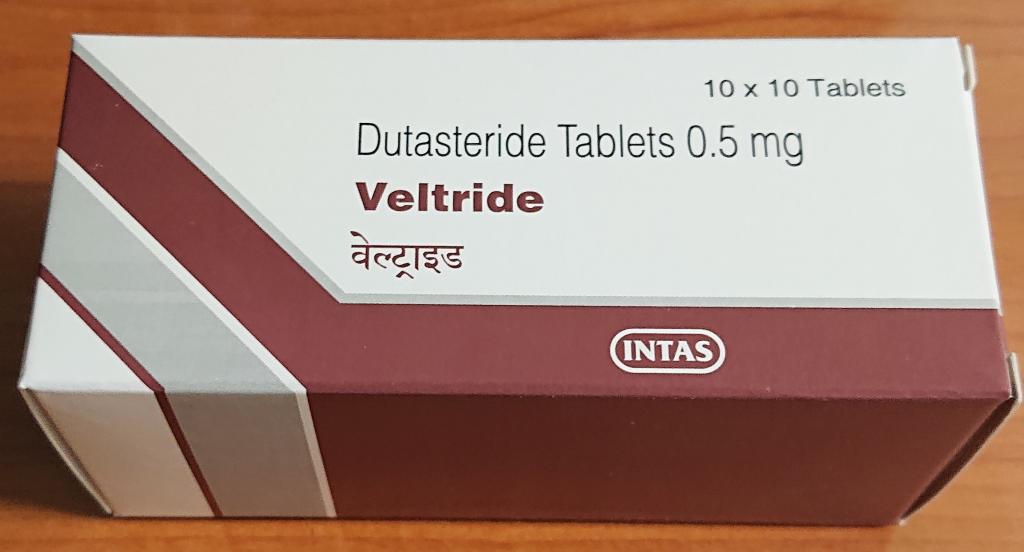 10 x 10 Tablets
Dutasteride Tablets 0.5 mg
Veltride
वेल्ट्राइड
INTAS